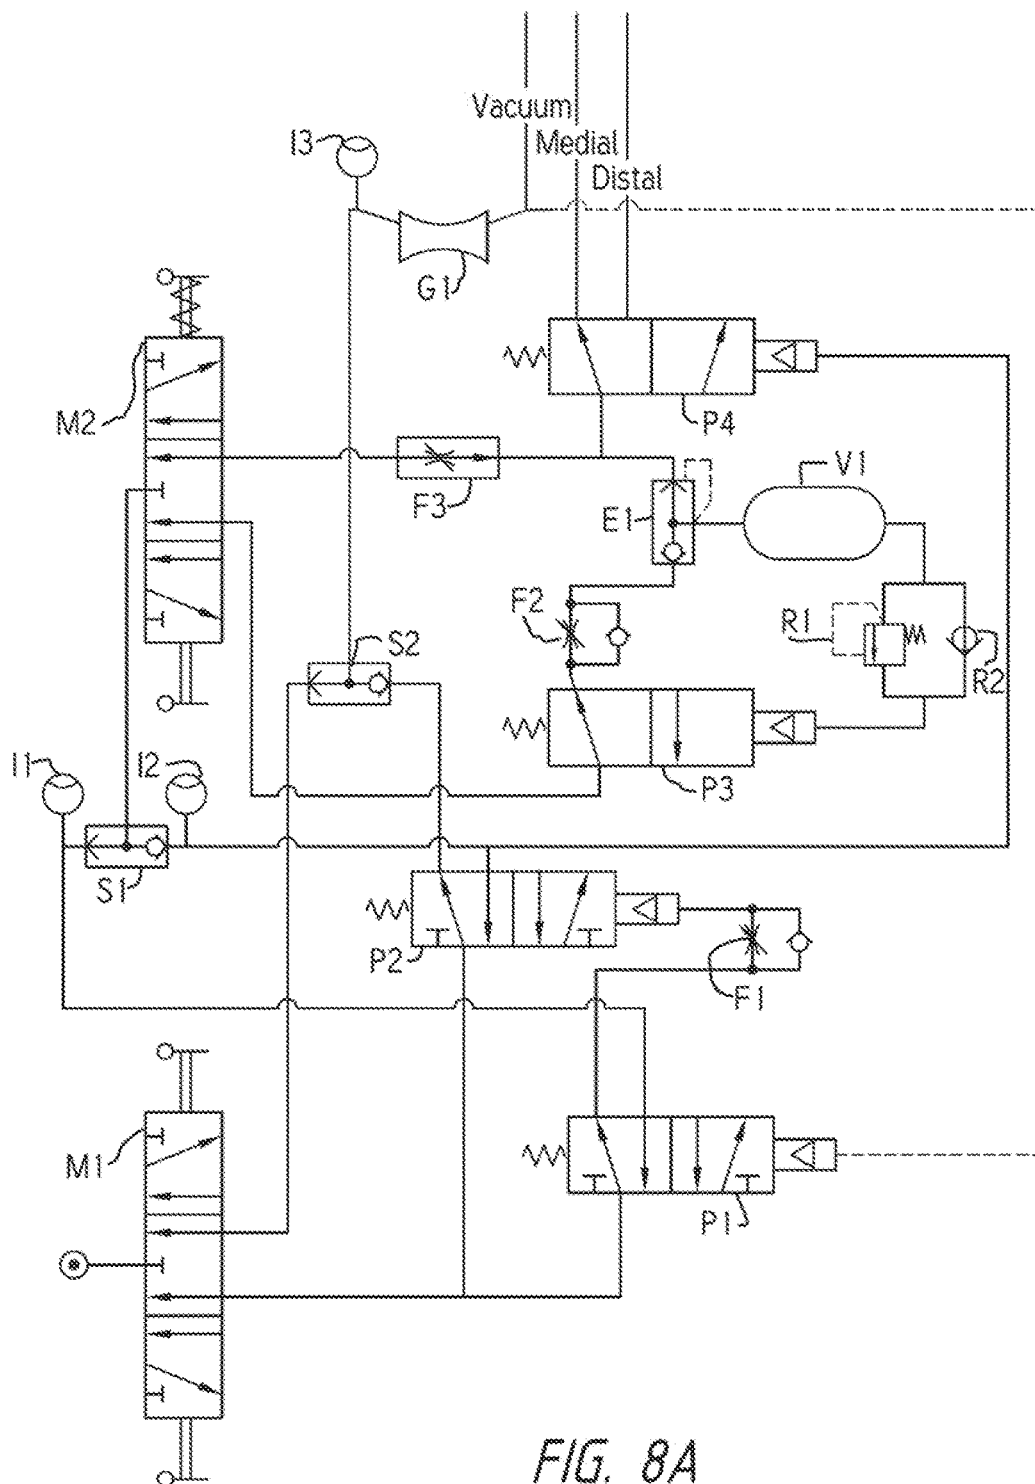 Vacuum
I3
Medial
Distal
G1
M2
P4
V1
F3
E1
F2
R1
S2
R2
I1
I2
P3
S1
P2
F1
M1
P1
FIG. 8A